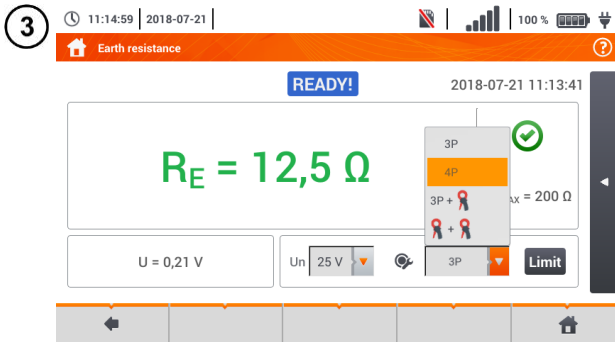 3
11:14:59 2018-07-21 100 %
Earth resistance ?
READY! 2018-07-21 11:13:41
RE = 12,5 Ω
3P
4P
3P +
+
AX = 200 Ω
U = 0,21 V
Un 25 V 3P Limit